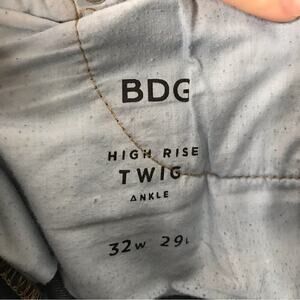 BDG
HIGH RISE
TWIG
ANKLE
32W 29L